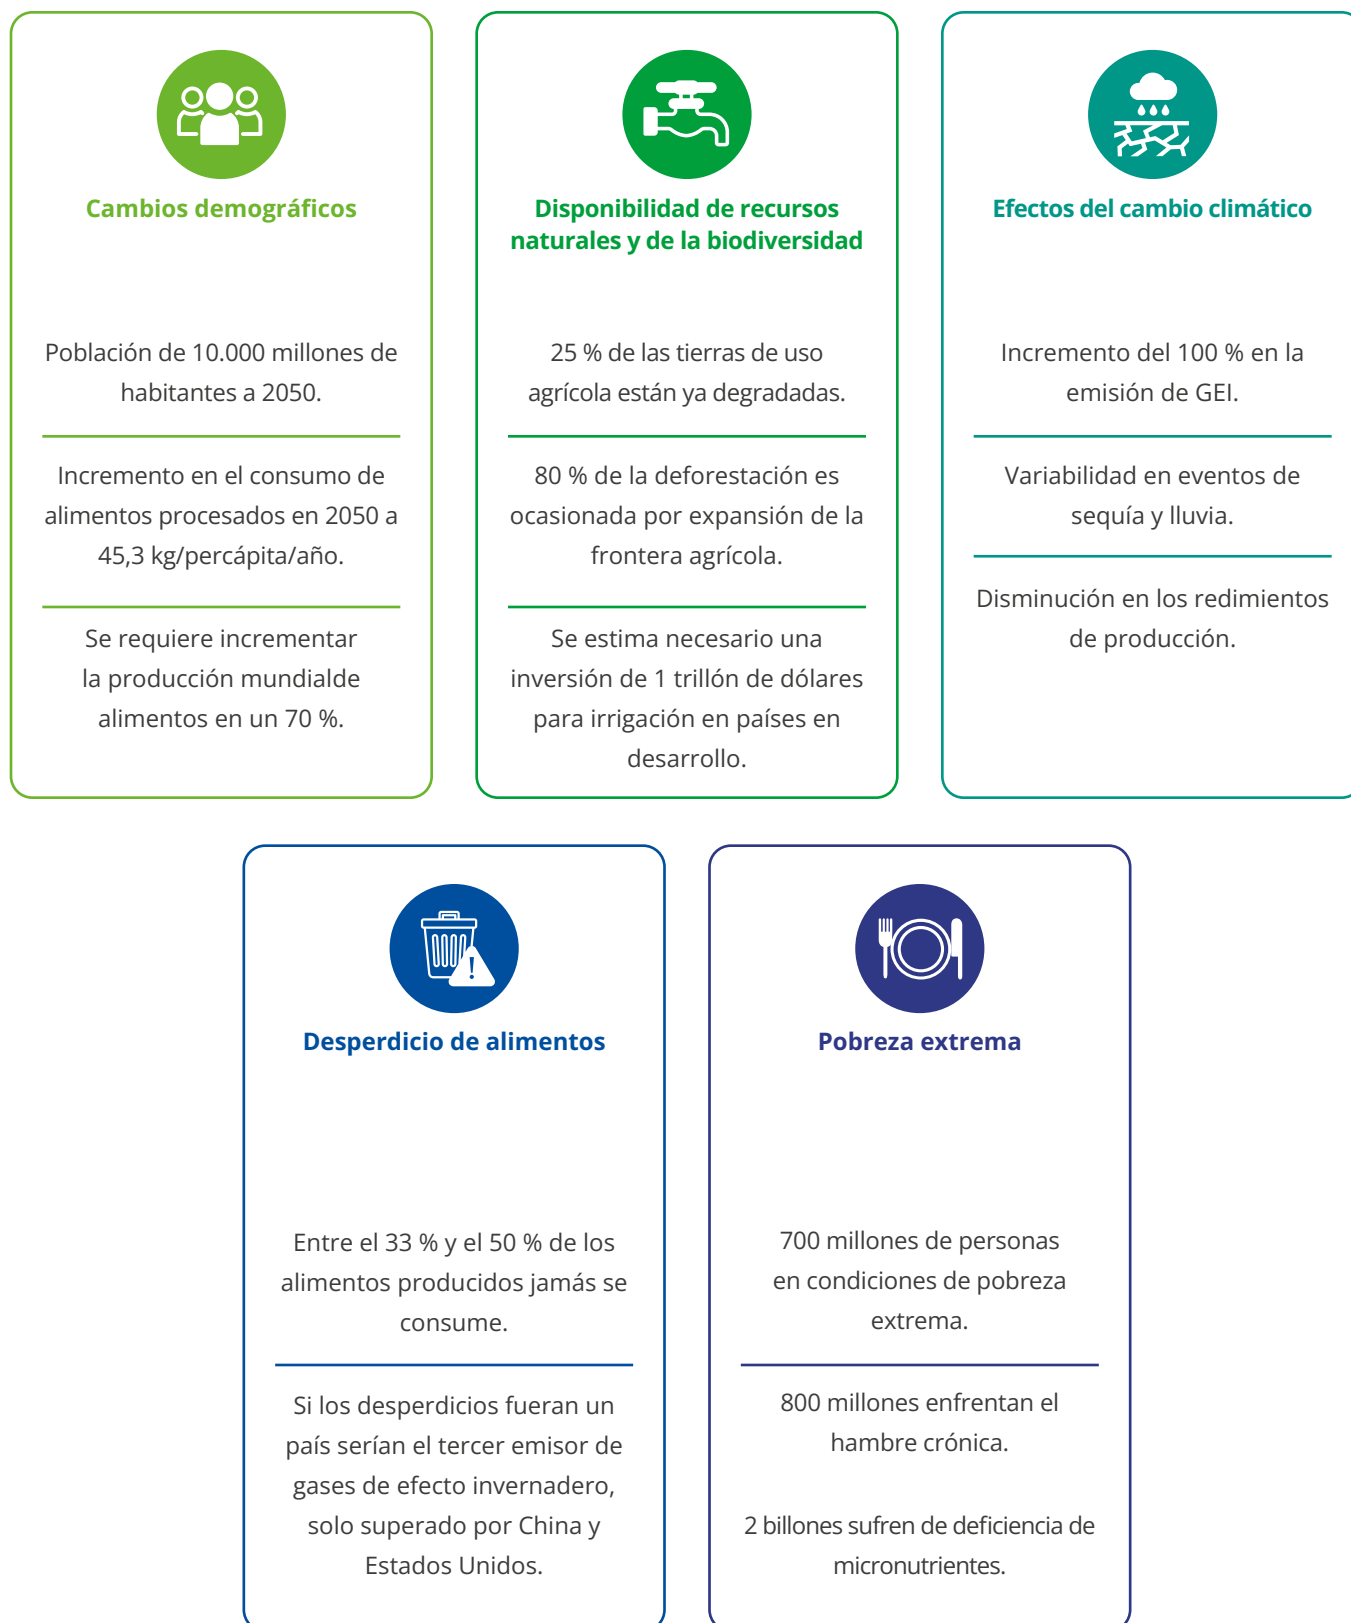 Cambios demográficos
Población de 10.000 millones de
habitantes a 2050.
Incremento en el consumo de
alimentos procesados en 2050 a
45,3 kg/percápita/año.
Se requiere incrementar
la producción mundialde
alimentos en un 70 %.
Disponibilidad de recursos
naturales y de la biodiversidad
25 % de las tierras de uso
agrícola están ya degradadas.
80 % de la deforestación es
ocasionada por expansión de la
frontera agrícola.
Se estima necesario una
inversión de 1 trillón de dólares
para irrigación en países en
desarrollo.
Efectos del cambio climático
Incremento del 100 % en la
emisión de GEI.
Variabilidad en eventos de
sequía y lluvia.
Disminución en los redimientos
de producción.
Desperdicio de alimentos
Entre el 33 % y el 50 % de los
alimentos producidos jamás se
consume.
Si los desperdicios fueran un
país serían el tercer emisor de
gases de efecto invernadero,
solo superado por China y
Estados Unidos.
Pobreza extrema
700 millones de personas
en condiciones de pobreza
extrema.
800 millones enfrentan el
hambre crónica.
2 billones sufren de deficiencia de
micronutrientes.